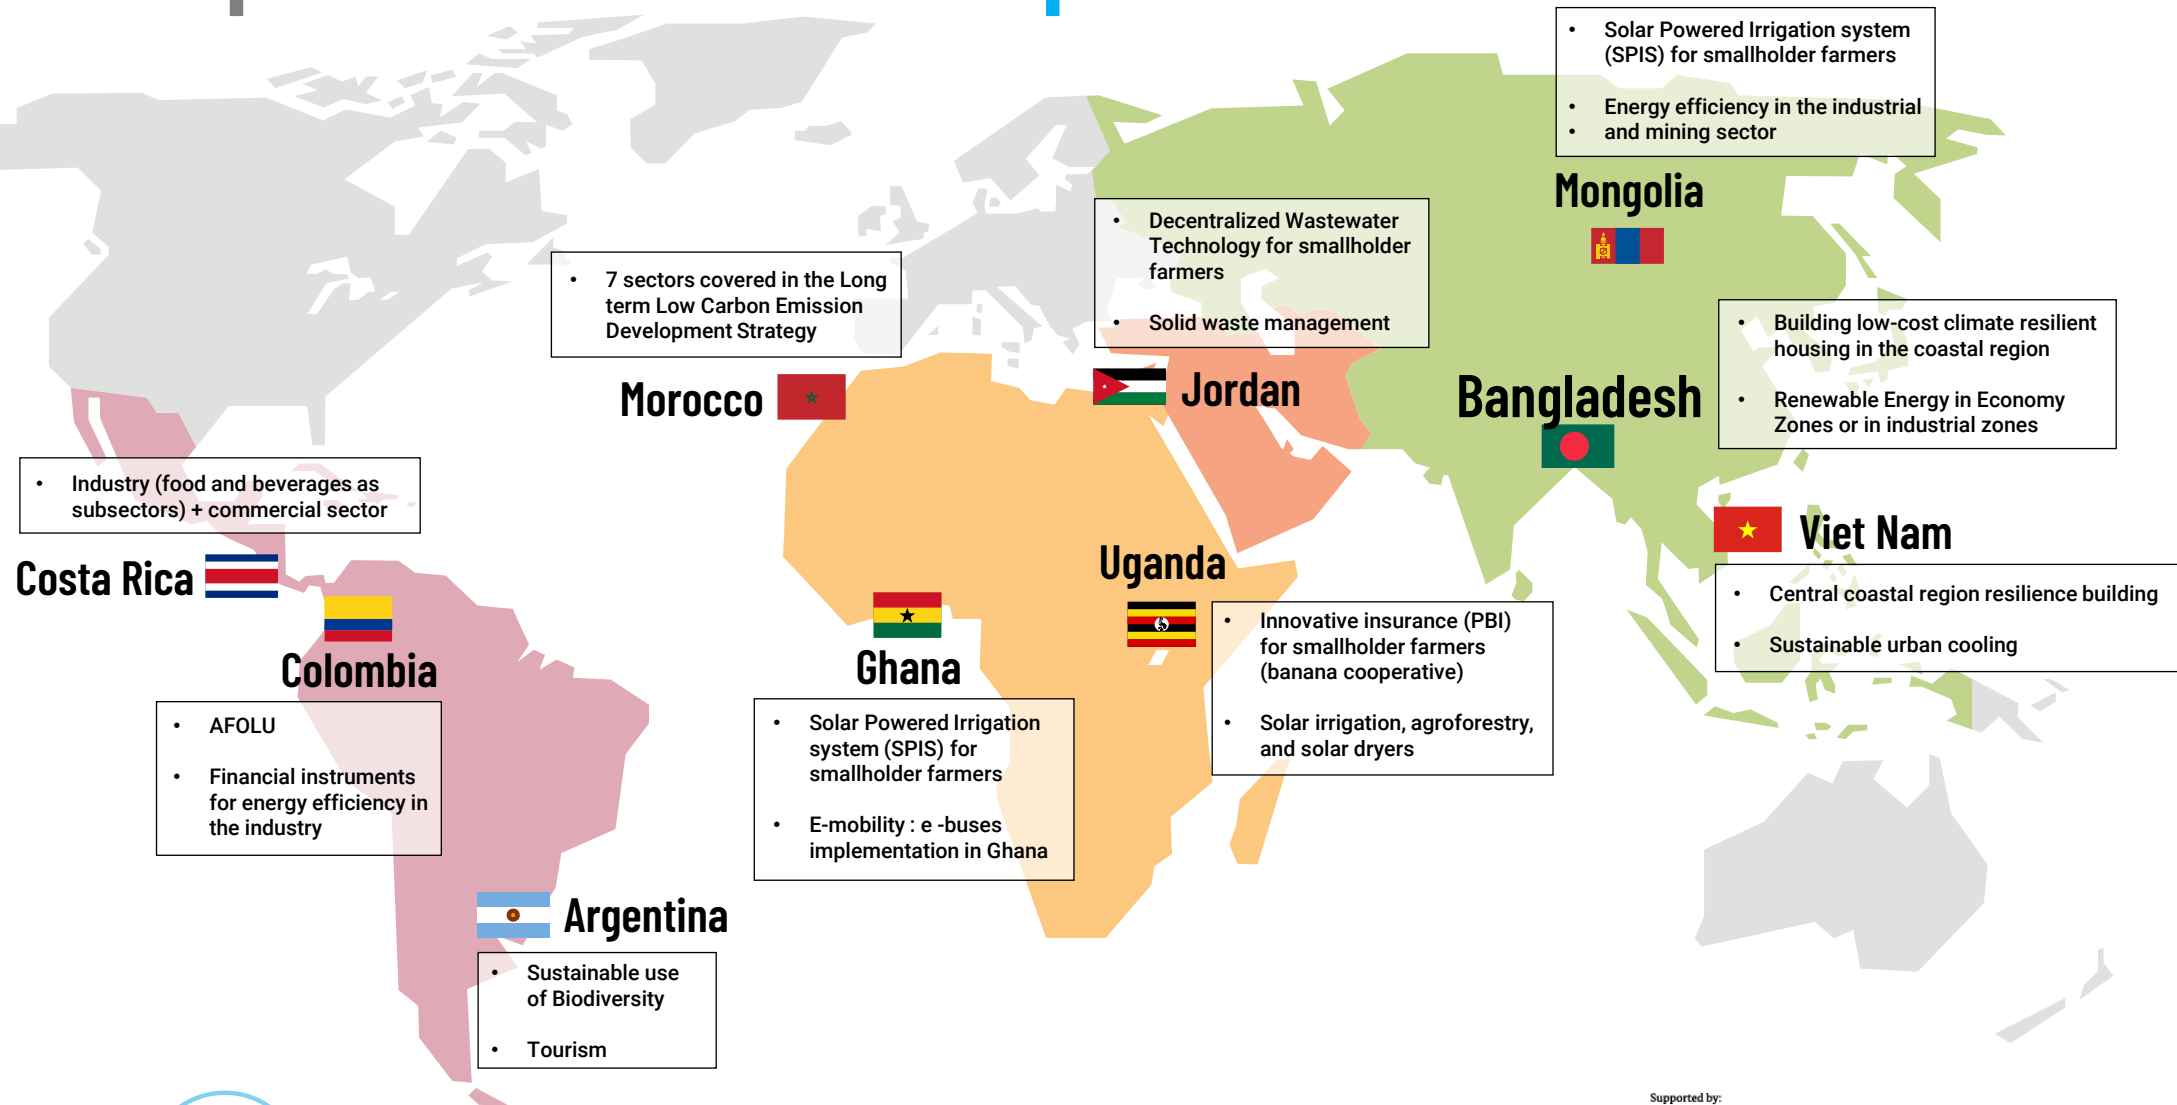 • Solar Powered Irrigation system
(SPIS) for smallholder farmers
• Energy efficiency in the industrial
• and mining sector
Mongolia
• Decentralized Wastewater
Technology for smallholder
farmers
• Solid waste management
Jordan
• 7 sectors covered in the Long
term Low Carbon Emission
Development Strategy
Morocco
• Building low-cost climate resilient
housing in the coastal region
• Renewable Energy in Economy
Zones or in industrial zones
Bangladesh
• Industry (food and beverages as
subsectors) + commercial sector
Costa Rica
Viet Nam
• Central coastal region resilience building
• Sustainable urban cooling
Uganda
• Innovative insurance (PBI)
for smallholder farmers
(banana cooperative)
• Solar irrigation, agroforestry,
and solar dryers
Colombia
• AFOLU
• Financial instruments
for energy efficiency in
the industry
Ghana
• Solar Powered Irrigation
system (SPIS) for
smallholder farmers
• E-mobility : e -buses
implementation in Ghana
Argentina
• Sustainable use
of Biodiversity
• Tourism
Supported by: